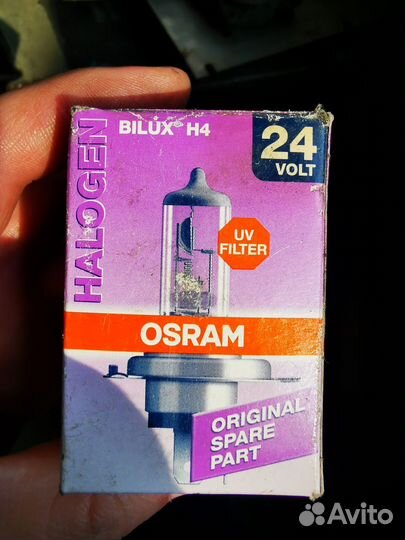 HALOGEN
BILUX® H4
24
VOLT
UV
FILTER
OSRAM
ORIGINAL
SPARE
PART
Avito